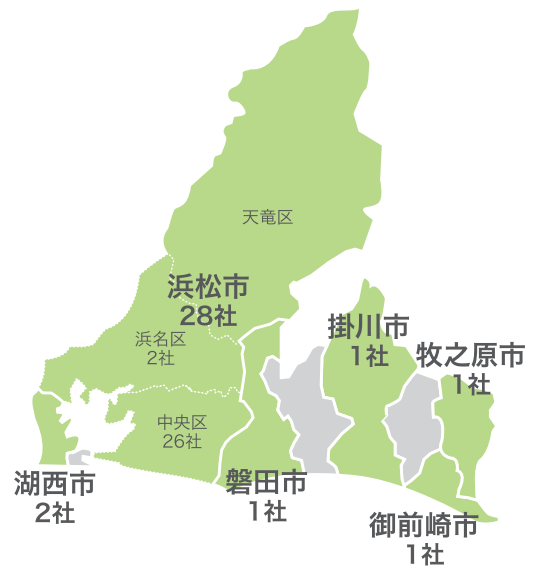 天竜区
浜松市
28社
浜名区
2社
掛川市
1社
牧之原市
1社
中央区
26社
湖西市
2社
磐田市
1社
御前崎市
1社